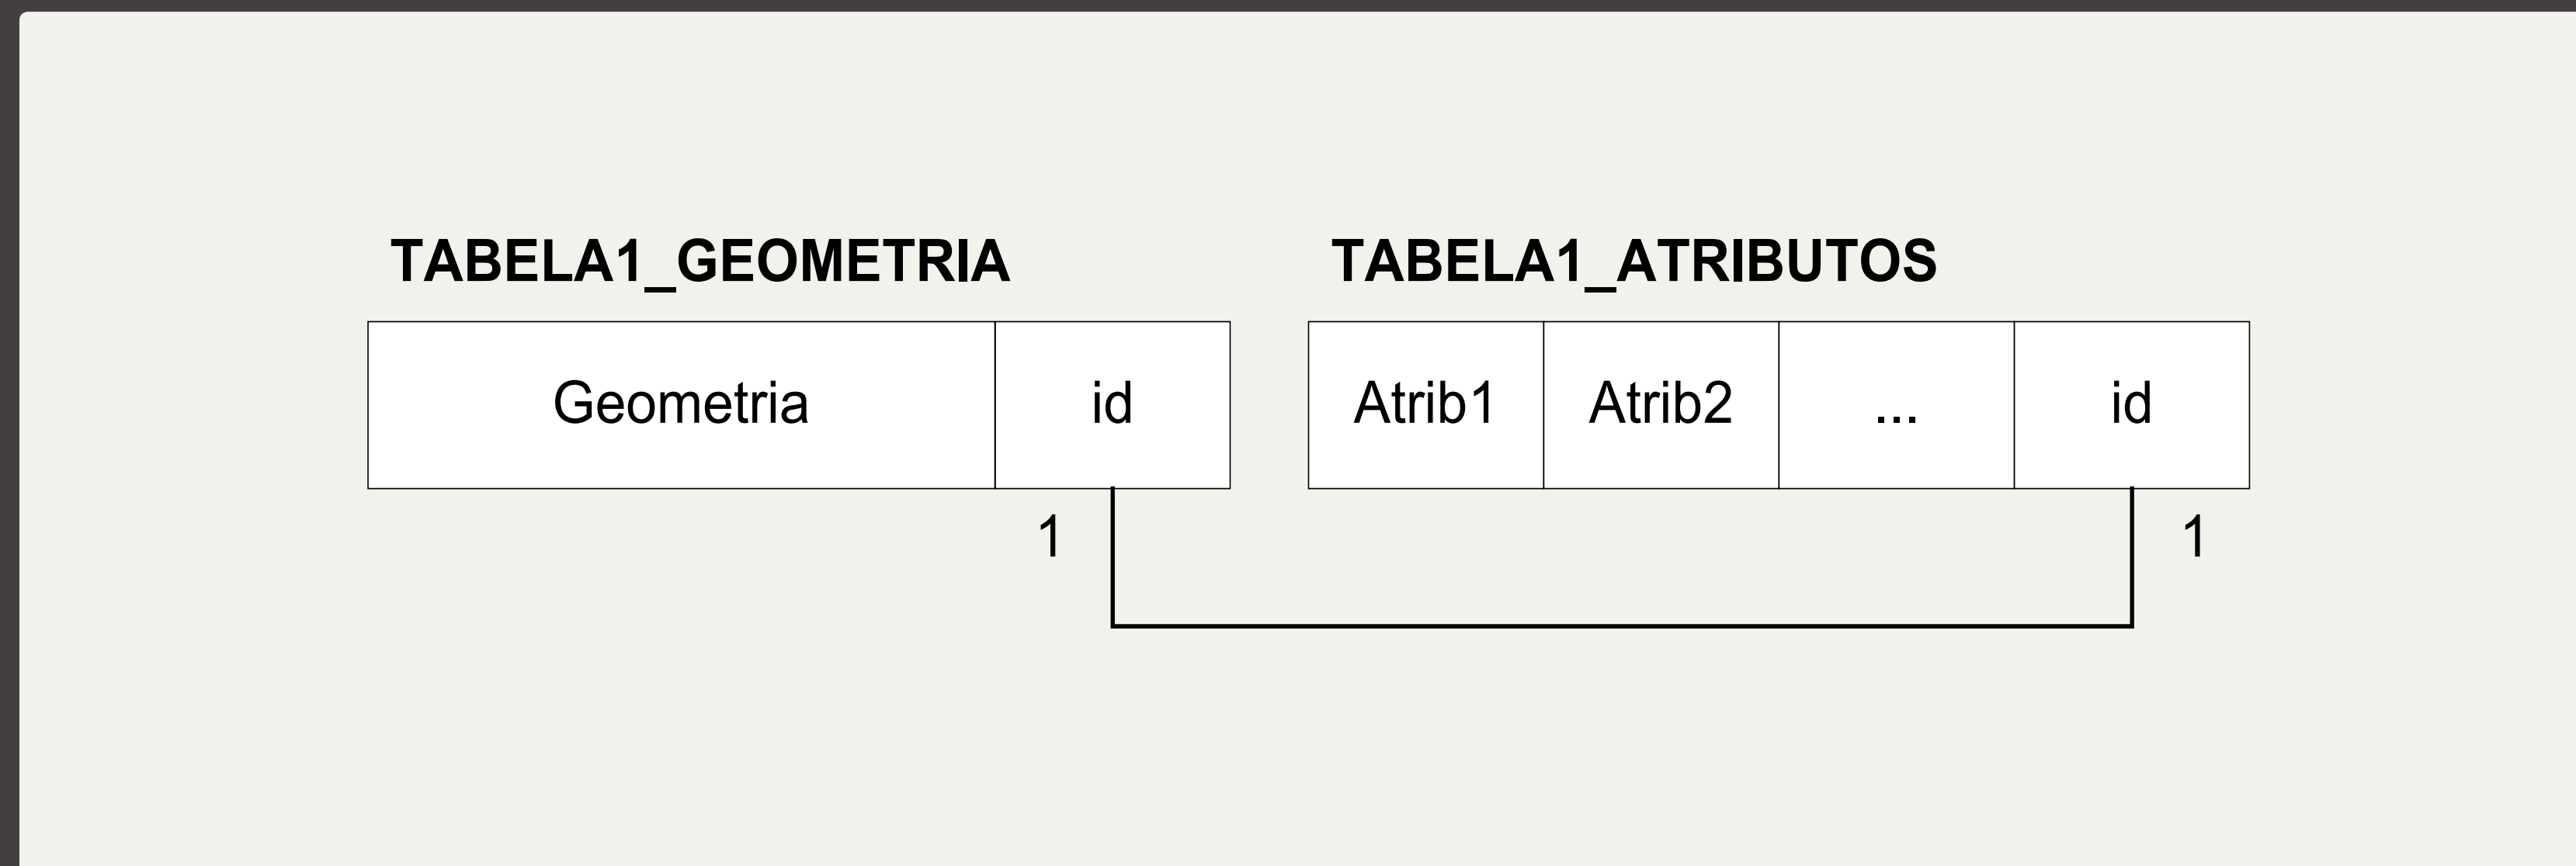 TABELA1_GEOMETRIA TABELA1_ATRIBUTOS
Geometria id Atrib1 Atrib2 ... id
1 1